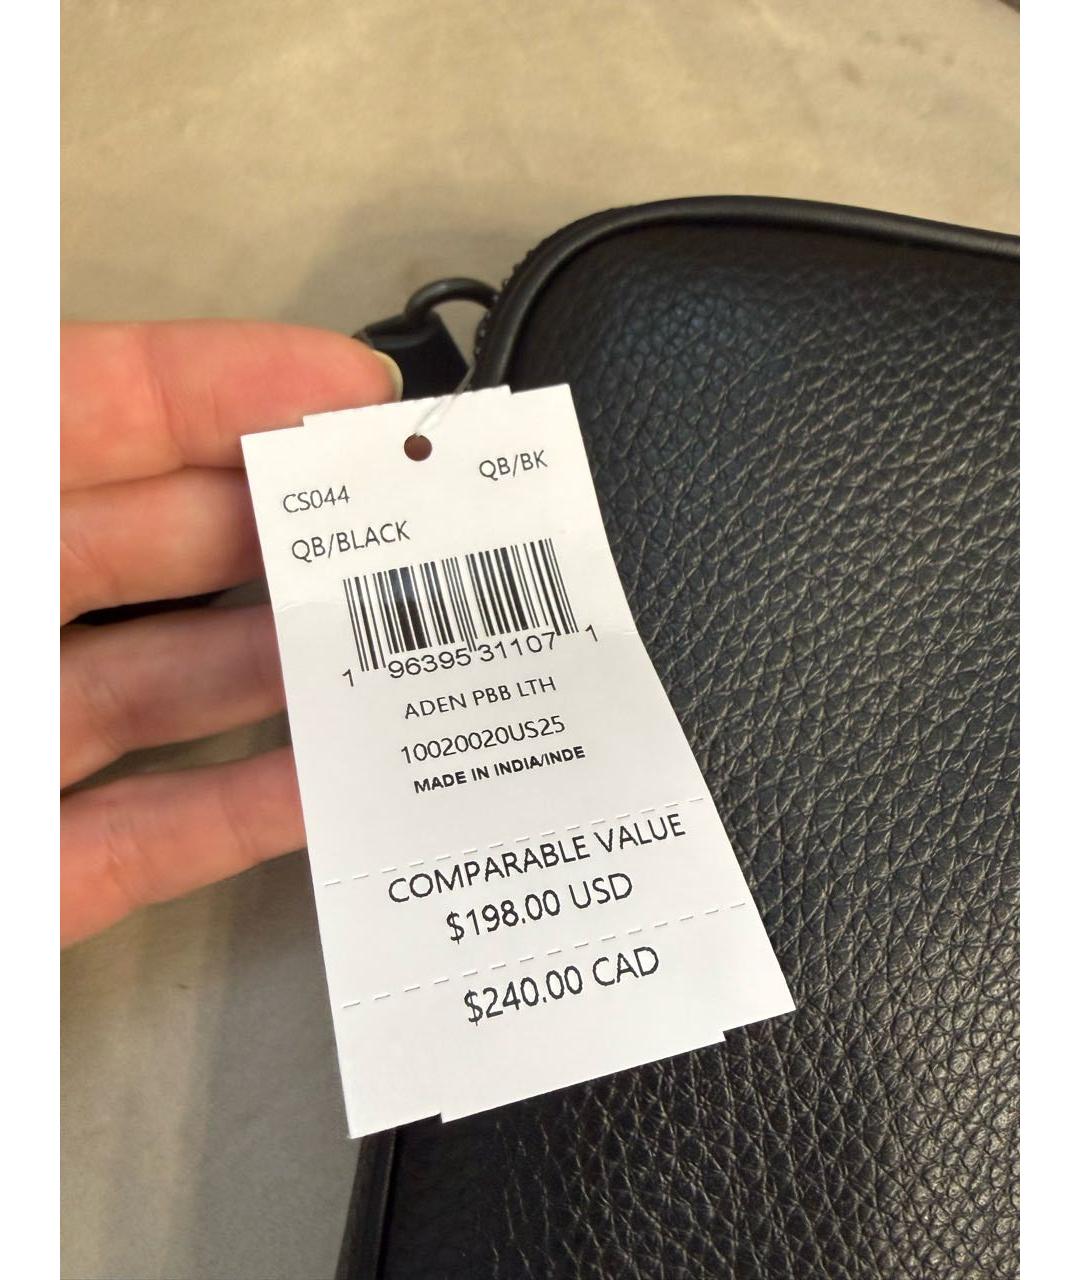 QB/BK
CS044
QB/BLACK
1 96395 31107 1
ADEN PBB LTH
10020020US25
MADE IN INDIA/INDE
COMPARABLE VALUE
$198.00 USD
$240.00 CAD